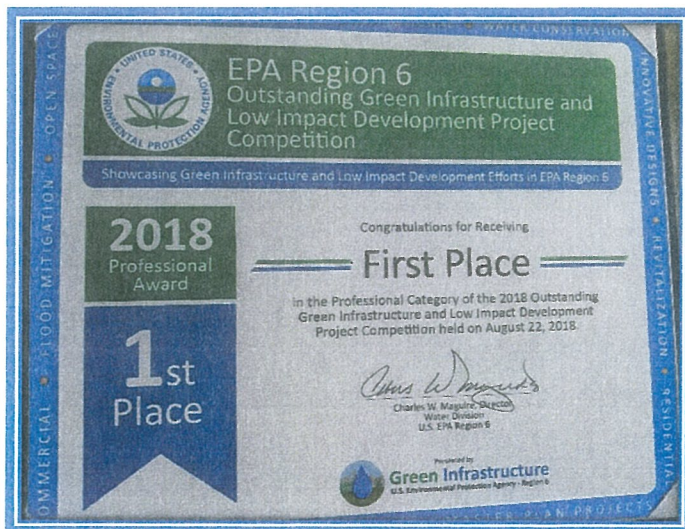 WATER CONSERVATION
OPEN SPACE
FLOOD MITIGATION
OMMERCIAL
INNOVATIVE DESIGNS
REVITALIZATION
RESIDENTIAL
UNITED STATES
ENVIRONMENTAL PROTECTION AGENCY
EPA Region 6
Outstanding Green Infrastructure and
Low Impact Development Project
Competition
Showcasing Green Infrastructure and Low Impact Development Efforts in EPA Region 6
2018
Professional
Award
1st
Place
Congratulations for Receiving
First Place
in the Professional Category of the 2018 Outstanding
Green Infrastructure and Low Impact Development
Project Competition held on August 22, 2018
Charles W. Maguire, Director
Water Division
U.S. EPA Region 6
Presented by
Green Infrastructure
U.S. Environmental Protection Agency - Region 6
PLAN PROJECTS